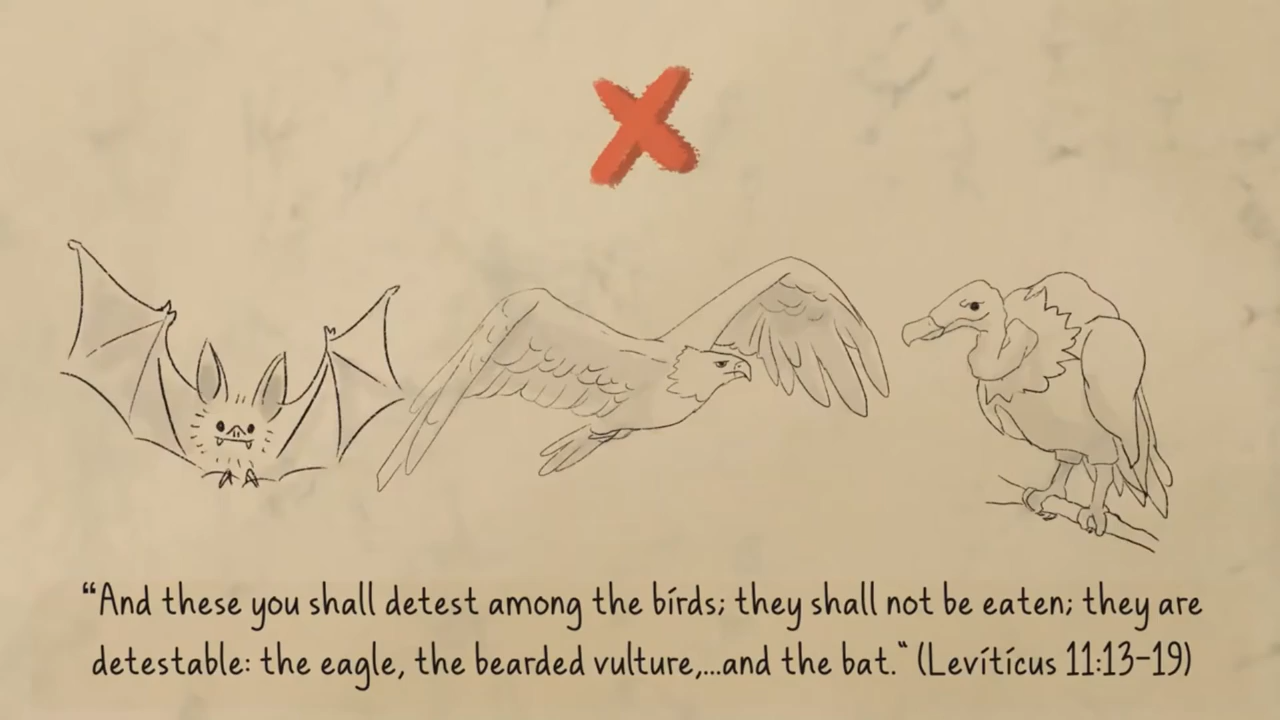 “And these you shall detest among the birds; they shall not be eaten; they are
detestable: the eagle, the bearded vulture,...and the bat.“ (Leviticus 11:13-19)